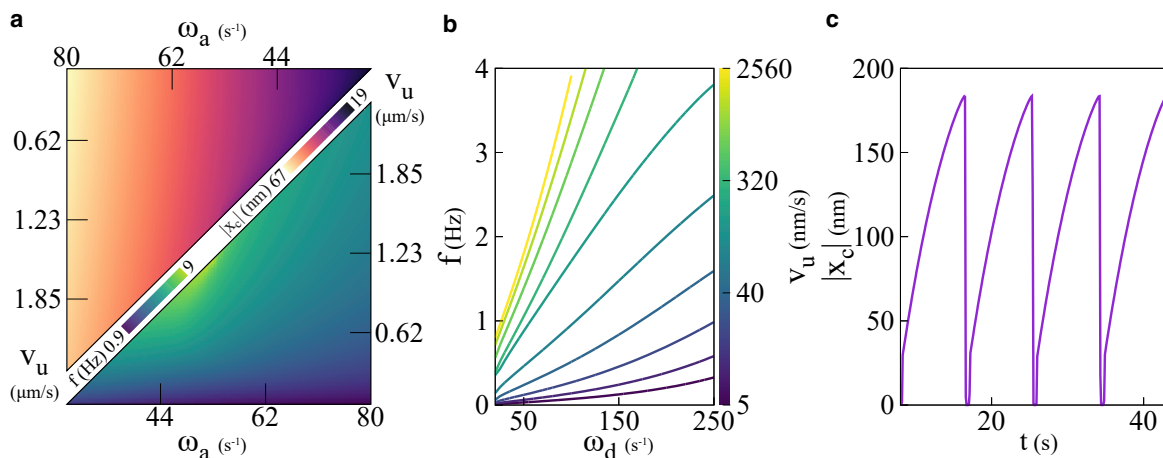 a
ω_a (s⁻¹)
80 62 44
v_u
(μm/s)
0.62
1.23
1.85
v_u
(μm/s)
1.85
1.23
0.62
f (Hz) 0.9 9 |x_c| (nm) 67 19
44 62 80
ω_a (s⁻¹)
b
4
3
2
1
0
f (Hz)
50 150 250
ω_d (s⁻¹)
2560
320
40
5
v_u (nm/s)
c
200
150
100
50
0
|x_c| (nm)
20 40
t (s)